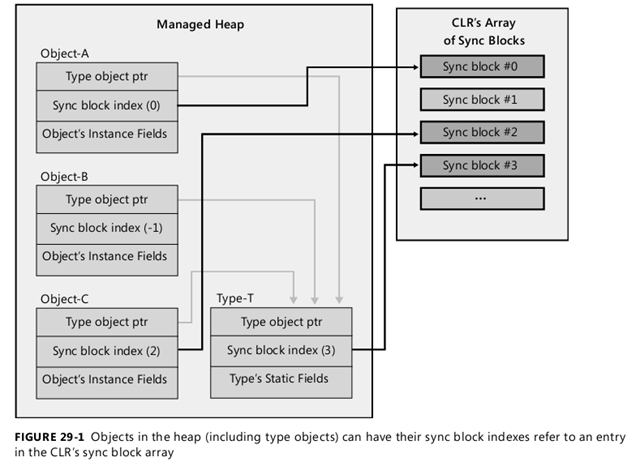 Managed Heap
Object-A
Type object ptr
Sync block index (0)
Object's Instance Fields
Object-B
Type object ptr
Sync block index (-1)
Object's Instance Fields
Object-C
Type object ptr
Sync block index (2)
Object's Instance Fields
Type-T
Type object ptr
Sync block index (3)
Type's Static Fields
CLR's Array
of Sync Blocks
Sync block #0
Sync block #1
Sync block #2
Sync block #3
...
FIGURE 29-1 Objects in the heap (including type objects) can have their sync block indexes refer to an entry
in the CLR's sync block array